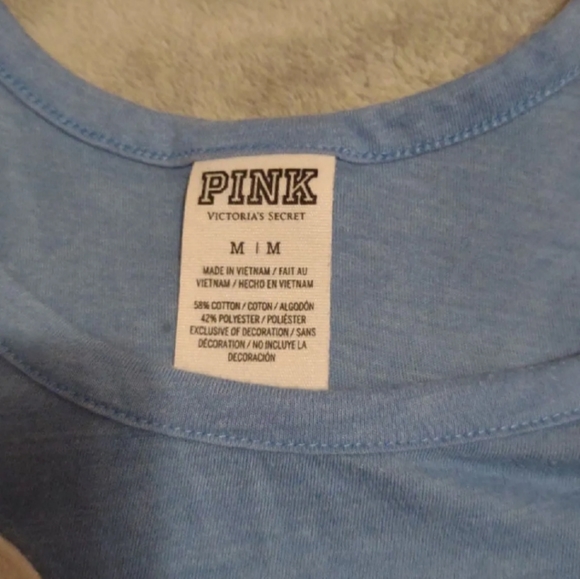 PINK
VICTORIA'S SECRET
M | M
MADE IN VIETNAM / FAIT AU
VIETNAM / HECHO EN VIETNAM
58% COTTON / COTON / ALGODÓN
42% POLYESTER / POLIÉSTER
EXCLUSIVE OF DECORATION / SANS
DÉCORATION / NO INCLUYE LA
DECORACIÓN